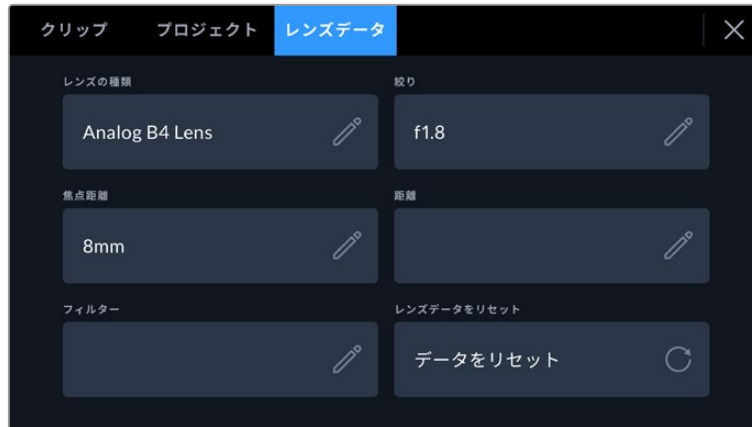 クリップ プロジェクト レンズデータ
レンズの種類 絞り
Analog B4 Lens f1.8
焦点距離 距離
8mm
フィルター レンズデータをリセット
データをリセット